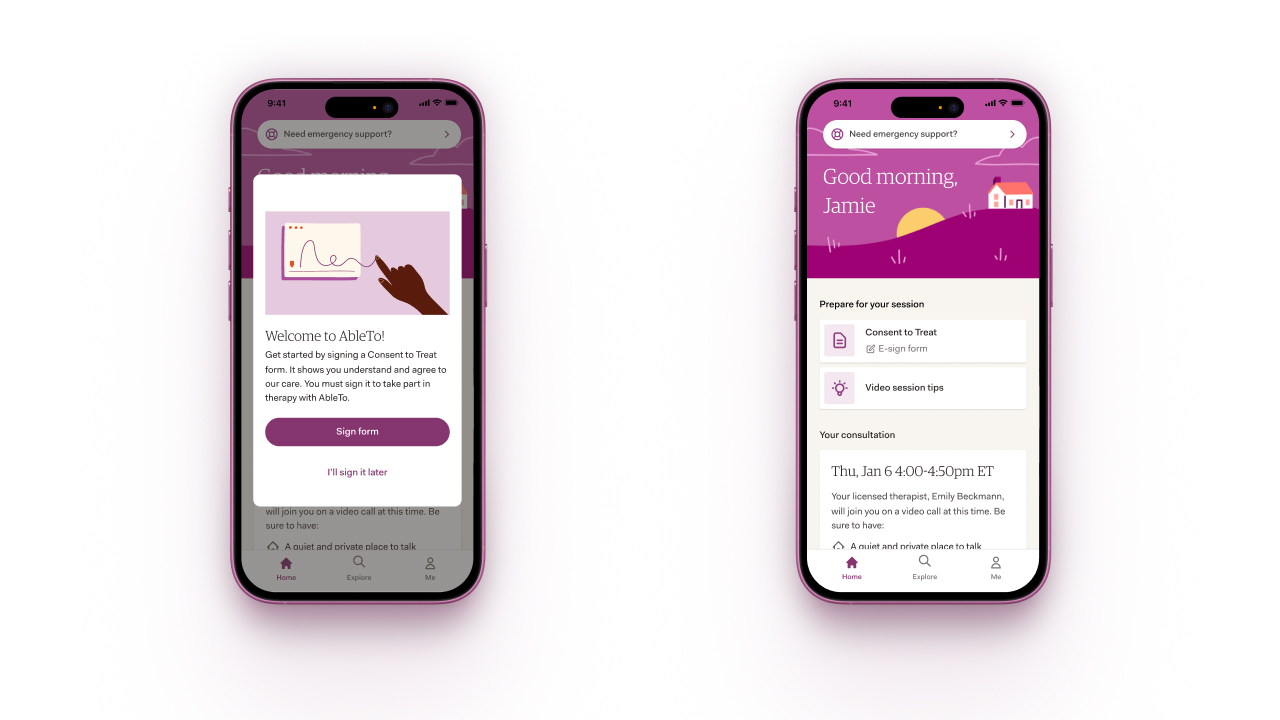 9:41
Need emergency support?
Good morning,
Welcome to AbleTo!
Get started by signing a Consent to Treat
form. It shows you understand and agree to
our care. You must sign it to take part in
therapy with AbleTo.
Sign form
I'll sign it later
will join you on a video call at this time. Be
sure to have:
A quiet and private place to talk
Home
Explore
Me
9:41
Need emergency support?
Good morning,
Jamie
Prepare for your session
Consent to Treat
E-sign form
Video session tips
Your consultation
Thu, Jan 6 4:00-4:50pm ET
Your licensed therapist, Emily Beckmann,
will join you on a video call at this time. Be
sure to have:
A quiet and private place to talk
Home
Explore
Me